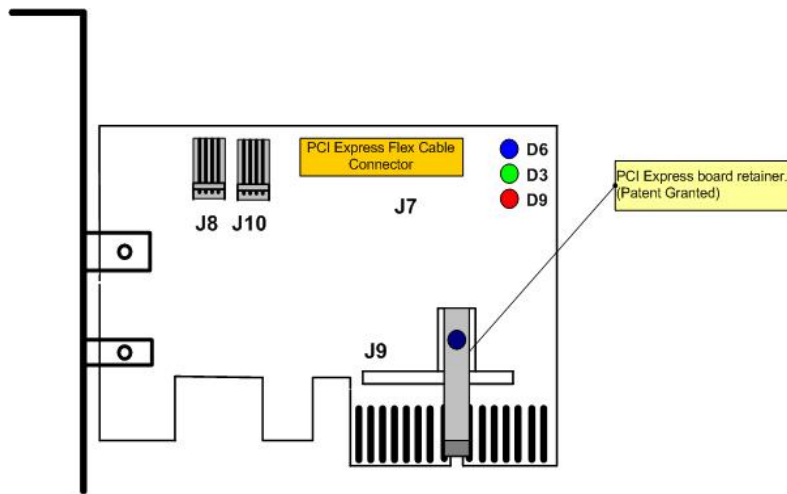 PCI Express Flex Cable
Connector
D6
D3
D9
PCI Express board retainer.
(Patent Granted)
J8
J10
J7
J9